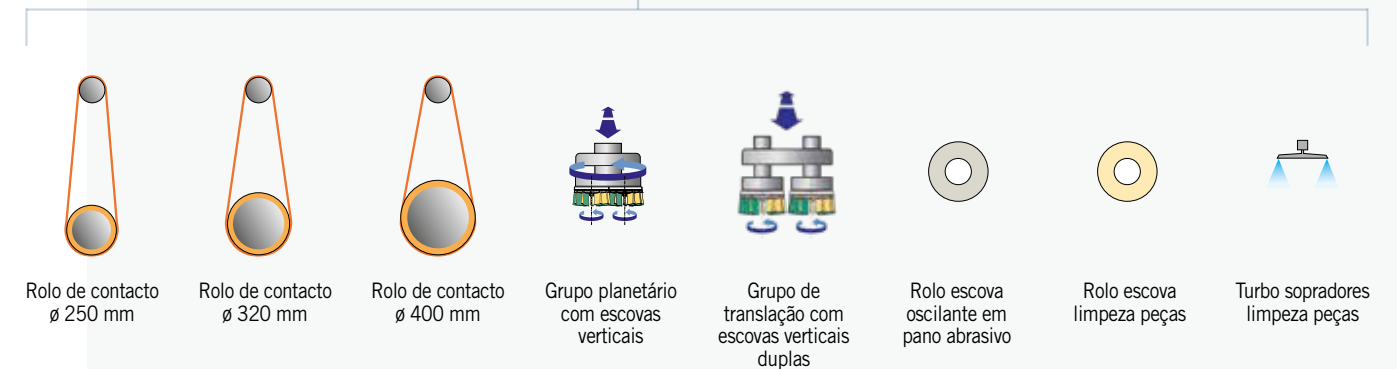 Rolo de contacto
ø 250 mm
Rolo de contacto
ø 320 mm
Rolo de contacto
ø 400 mm
Grupo planetário
com escovas
verticais
Grupo de
translação com
escovas verticais
duplas
Rolo escova
oscilante em
pano abrasivo
Rolo escova
limpeza peças
Turbo sopradores
limpeza peças